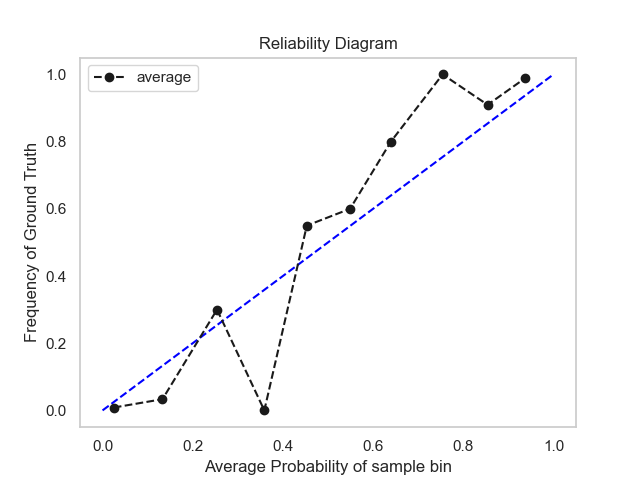 Reliability Diagram
average
Frequency of Ground Truth
1.0
0.8
0.6
0.4
0.2
0.0
0.0 0.2 0.4 0.6 0.8 1.0
Average Probability of sample bin